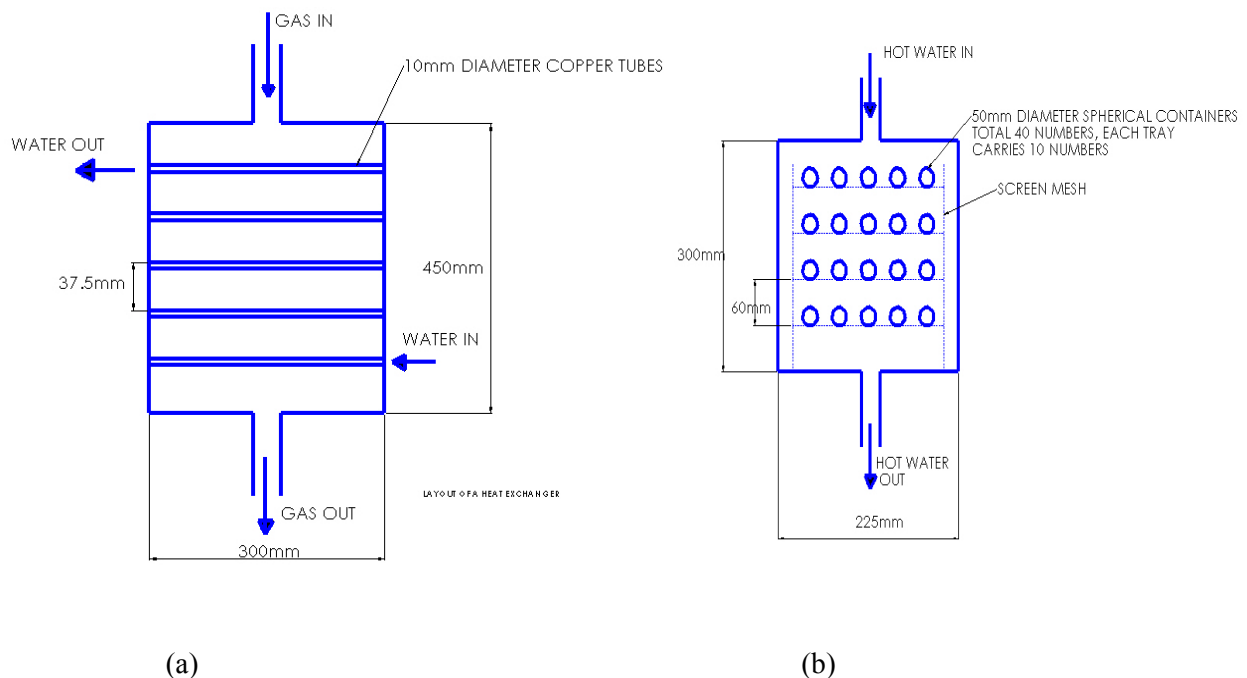 GAS IN
10mm DIAMETER COPPER TUBES
WATER OUT
37.5mm
450mm
WATER IN
LAYOUT OF A HEAT EXCHANGER
GAS OUT
300mm
(a)
HOT WATER IN
50mm DIAMETER SPHERICAL CONTAINERS
TOTAL 40 NUMBERS, EACH TRAY
CARRIES 10 NUMBERS
SCREEN MESH
300mm
60mm
HOT WATER
OUT
225mm
(b)